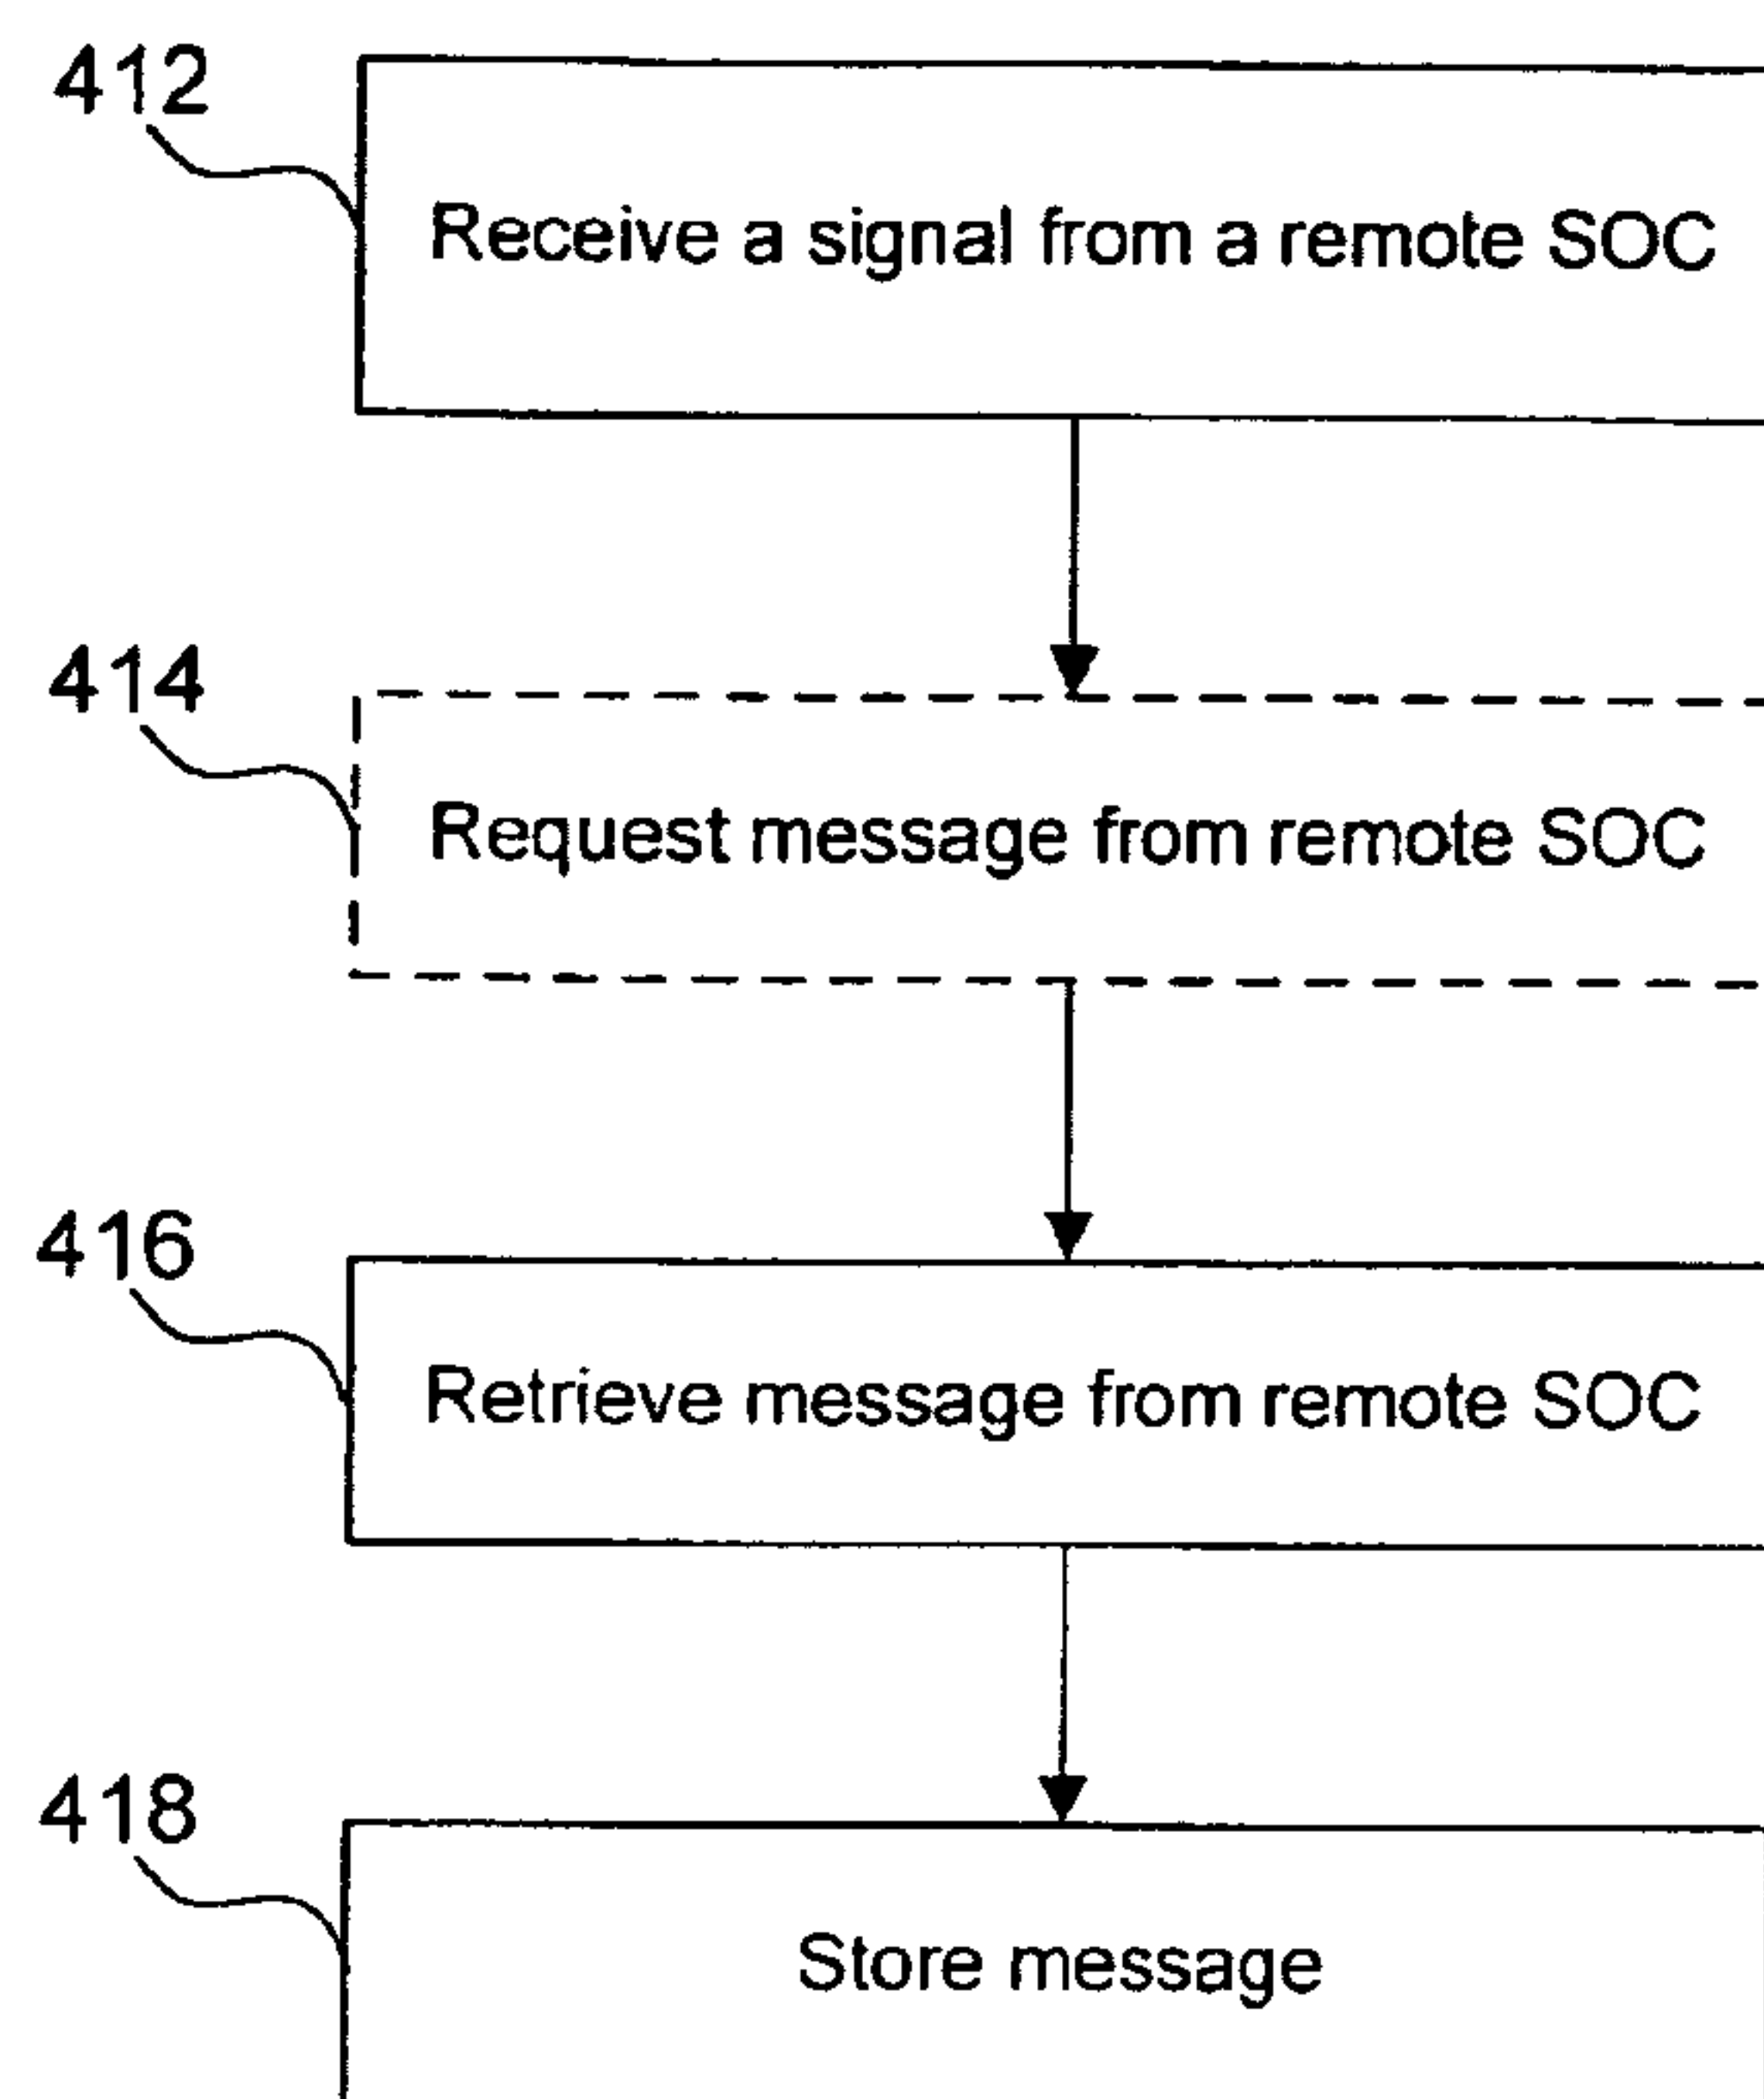 412
Receive a signal from a remote SOC
414
Request message from remote SOC
416
Retrieve message from remote SOC
418
Store message